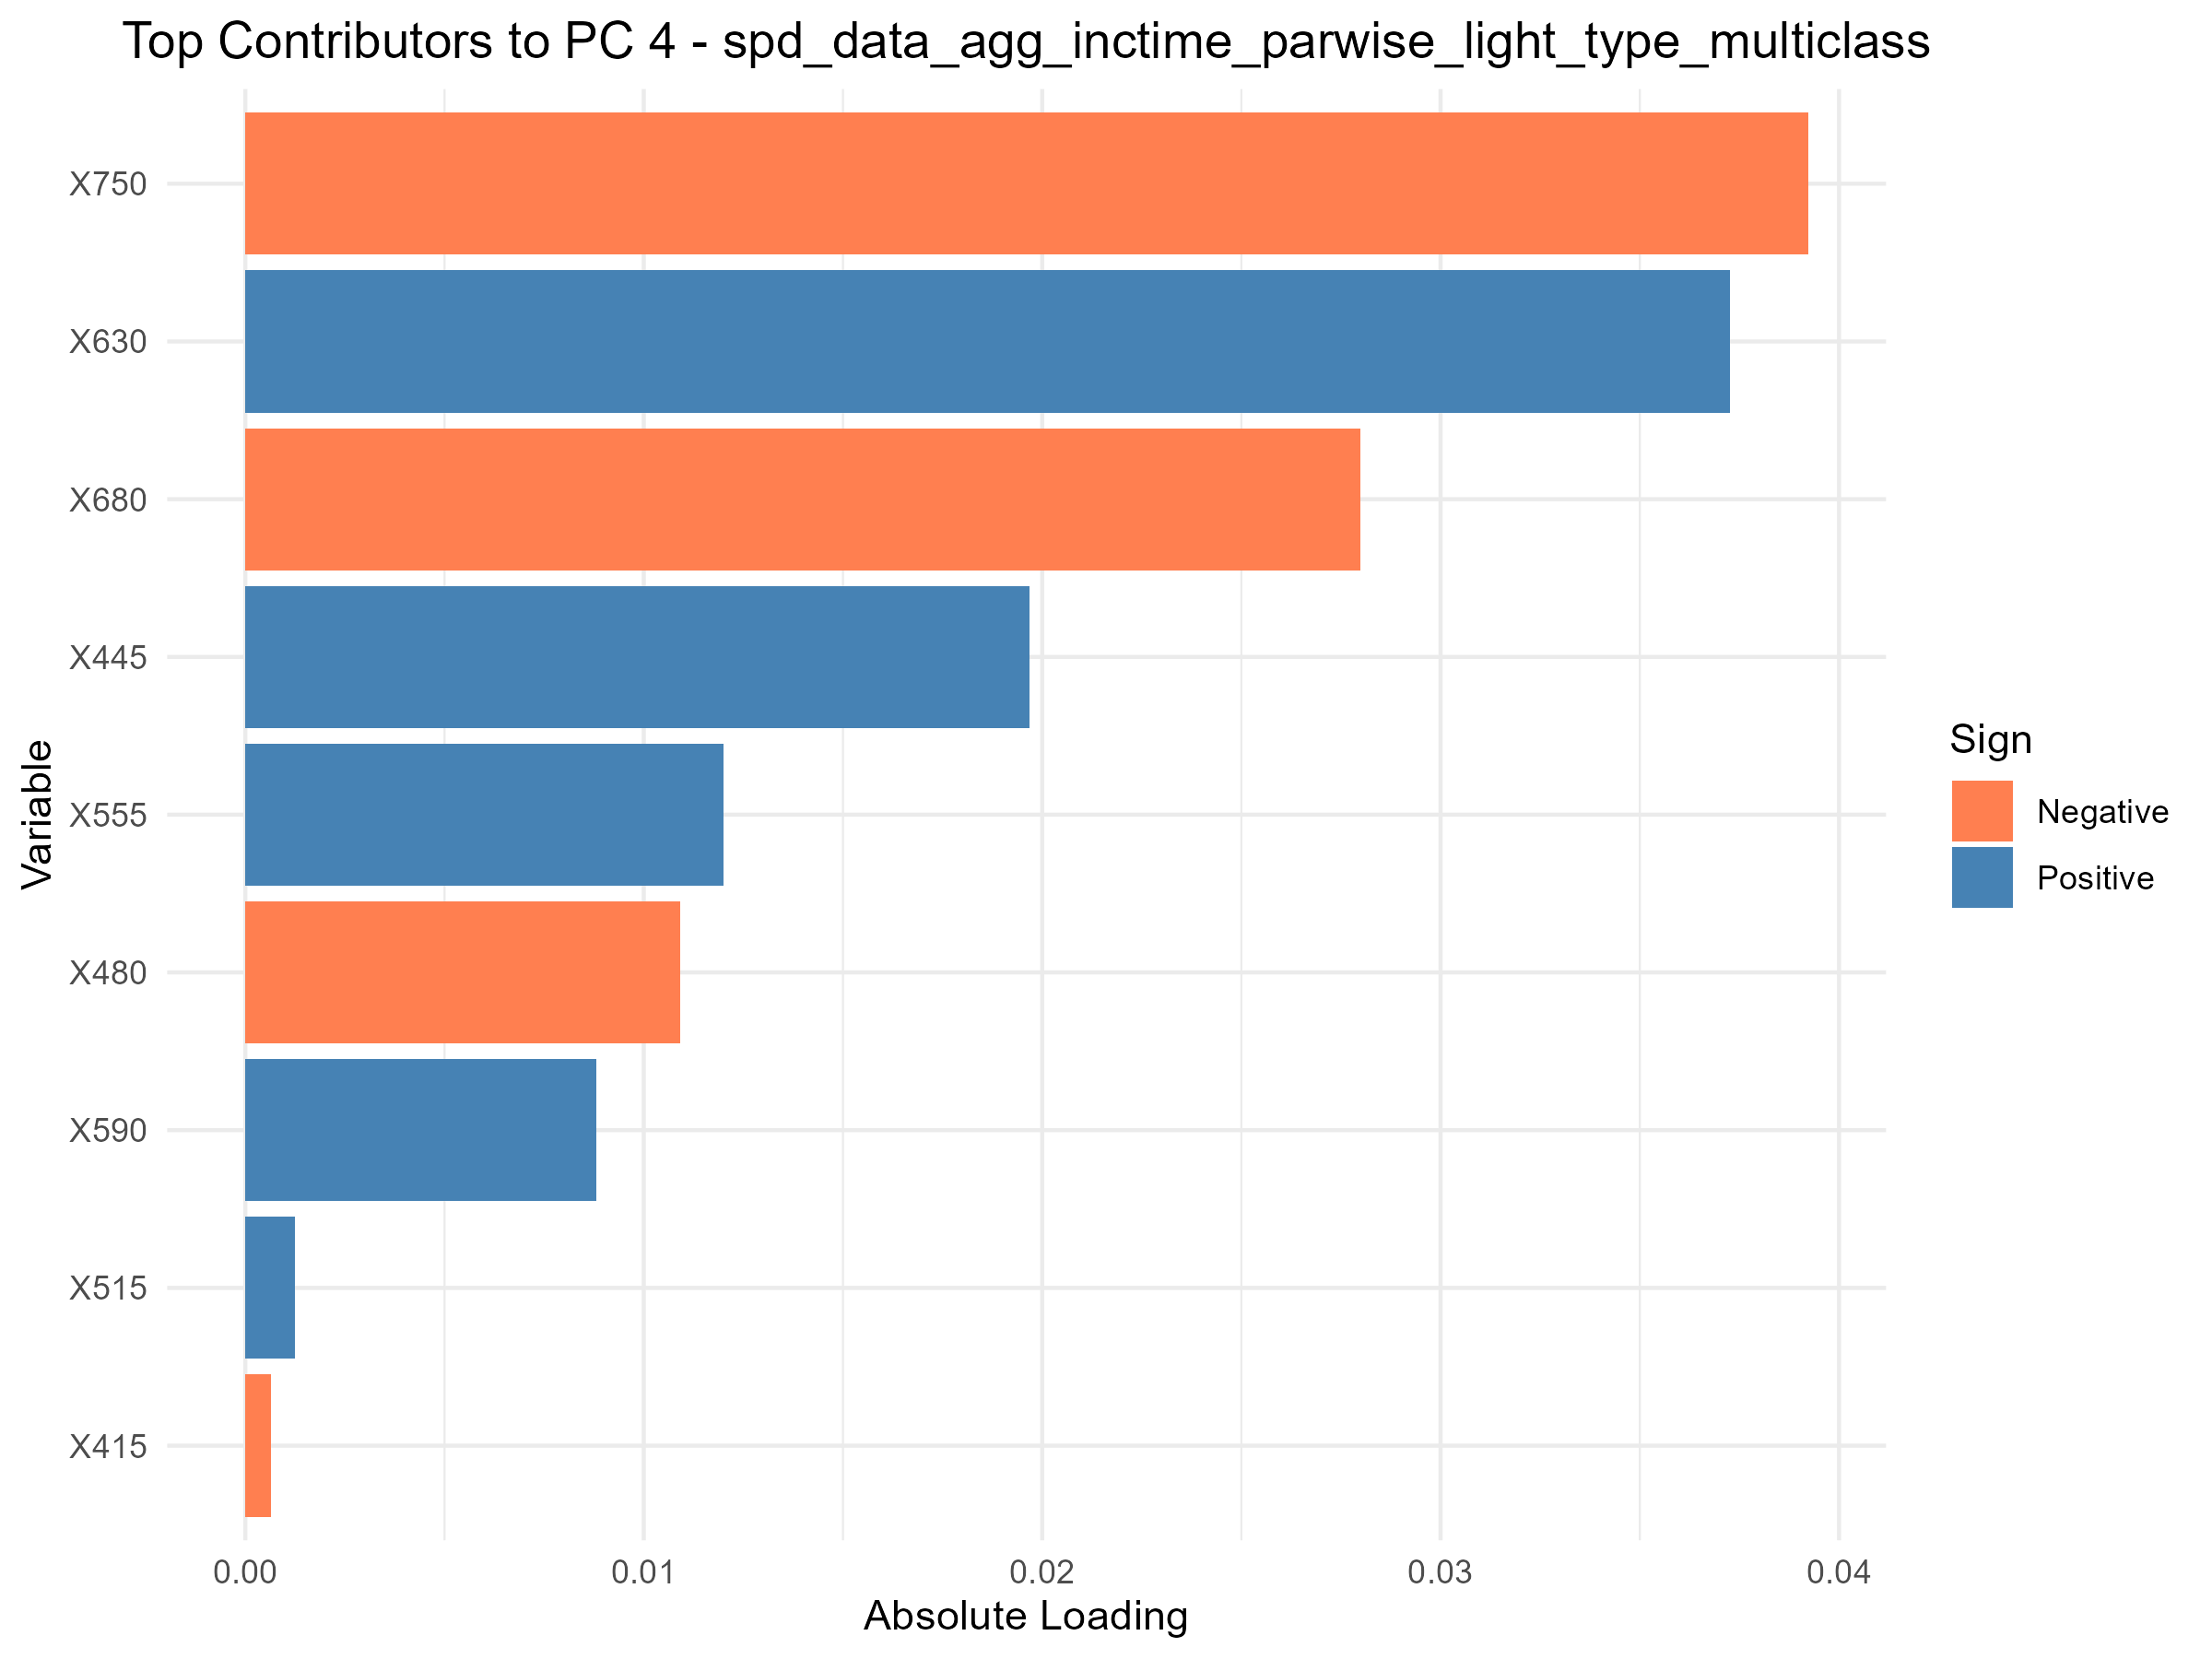 Top Contributors to PC 4 - spd_data_agg_inctime_parwise_light_type_multiclass
Variable
X750
X630
X680
X445
X555
X480
X590
X515
X415
0.00 0.01 0.02 0.03 0.04
Absolute Loading
Sign
Negative
Positive